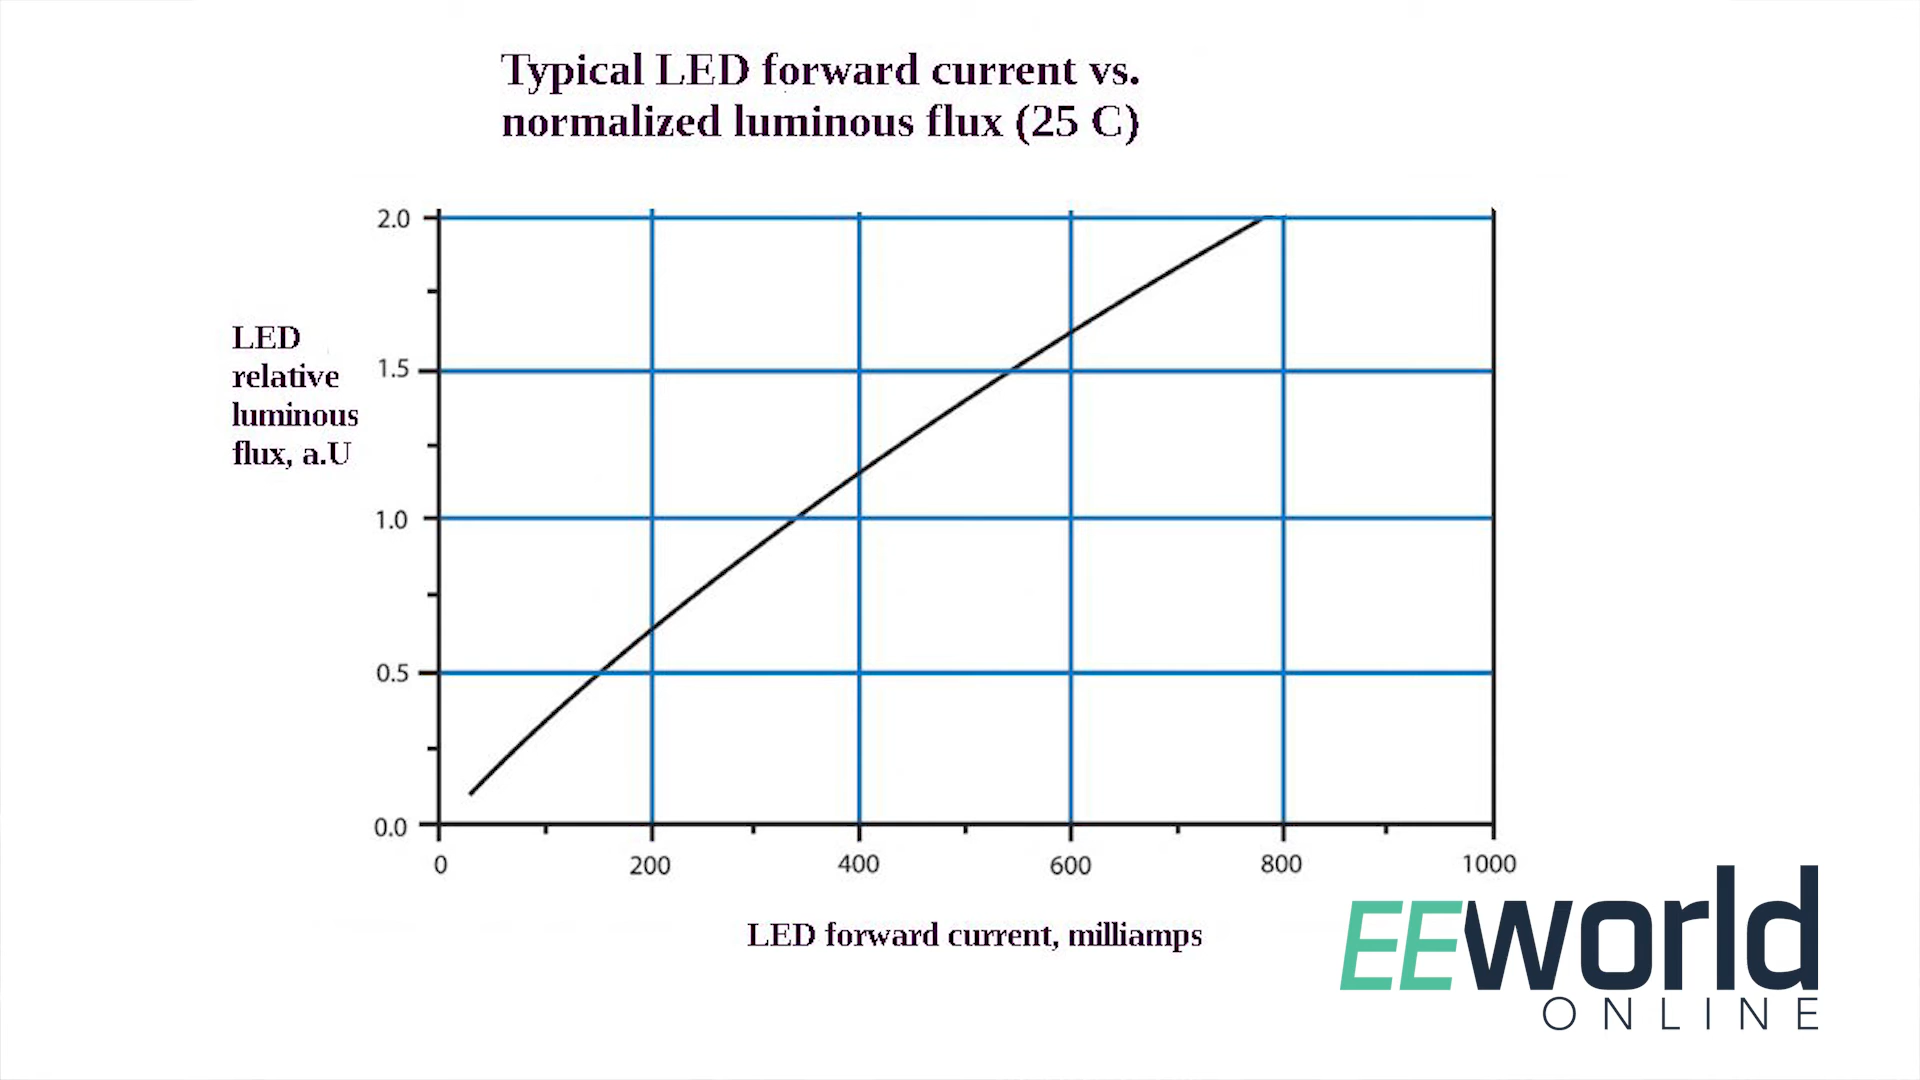 Typical LED forward current vs.
normalized luminous flux (25 C)
2.0
1.5
1.0
0.5
0.0
LED
relative
luminous
flux, a.U
0
200
400
600
800
1000
LED forward current, milliamps
EEWorld
ONLINE